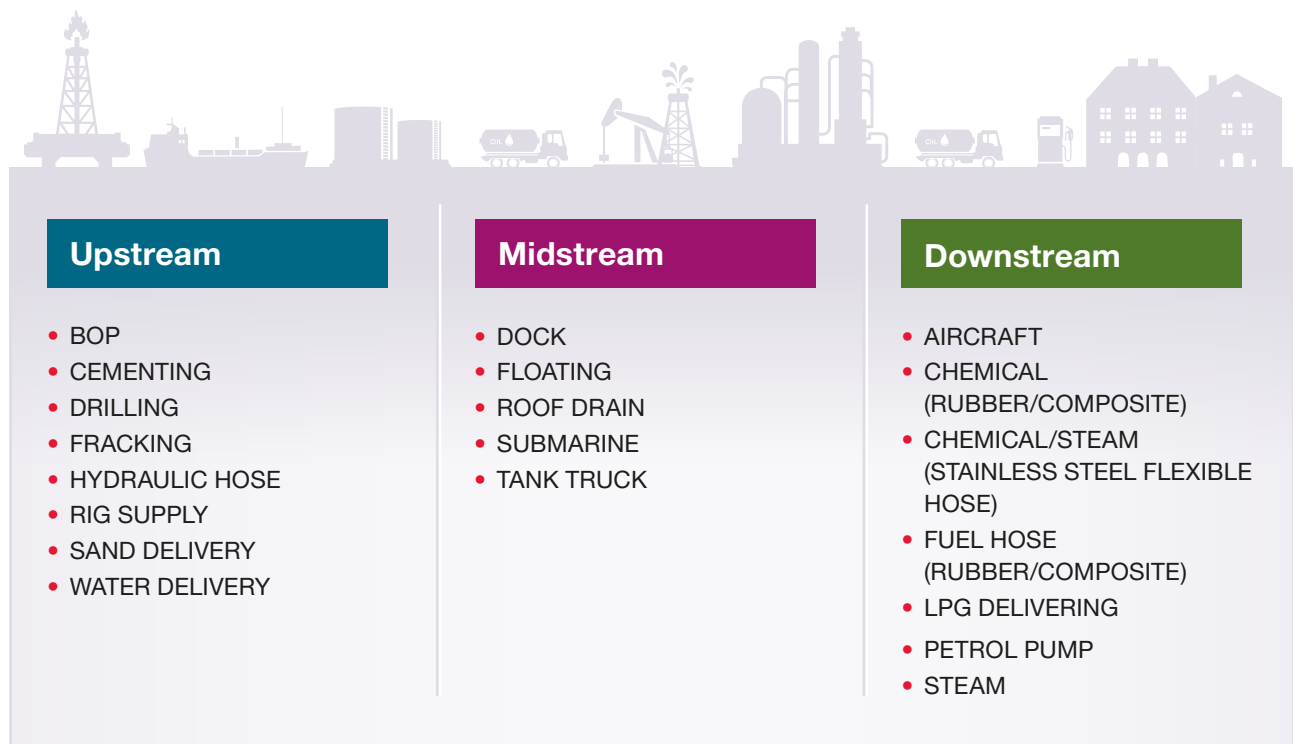 OIL
OIL
Upstream
• BOP
• CEMENTING
• DRILLING
• FRACKING
• HYDRAULIC HOSE
• RIG SUPPLY
• SAND DELIVERY
• WATER DELIVERY
Midstream
• DOCK
• FLOATING
• ROOF DRAIN
• SUBMARINE
• TANK TRUCK
Downstream
• AIRCRAFT
• CHEMICAL
(RUBBER/COMPOSITE)
• CHEMICAL/STEAM
(STAINLESS STEEL FLEXIBLE
HOSE)
• FUEL HOSE
(RUBBER/COMPOSITE)
• LPG DELIVERING
• PETROL PUMP
• STEAM